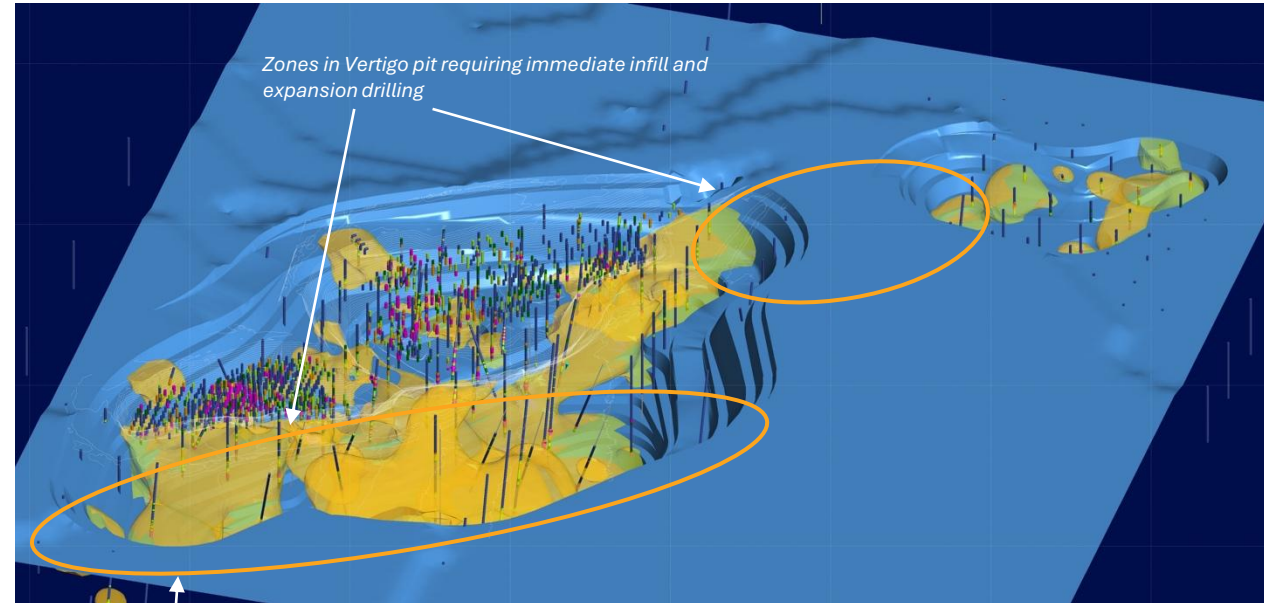 Zones in Vertigo pit requiring immediate infill and
expansion drilling